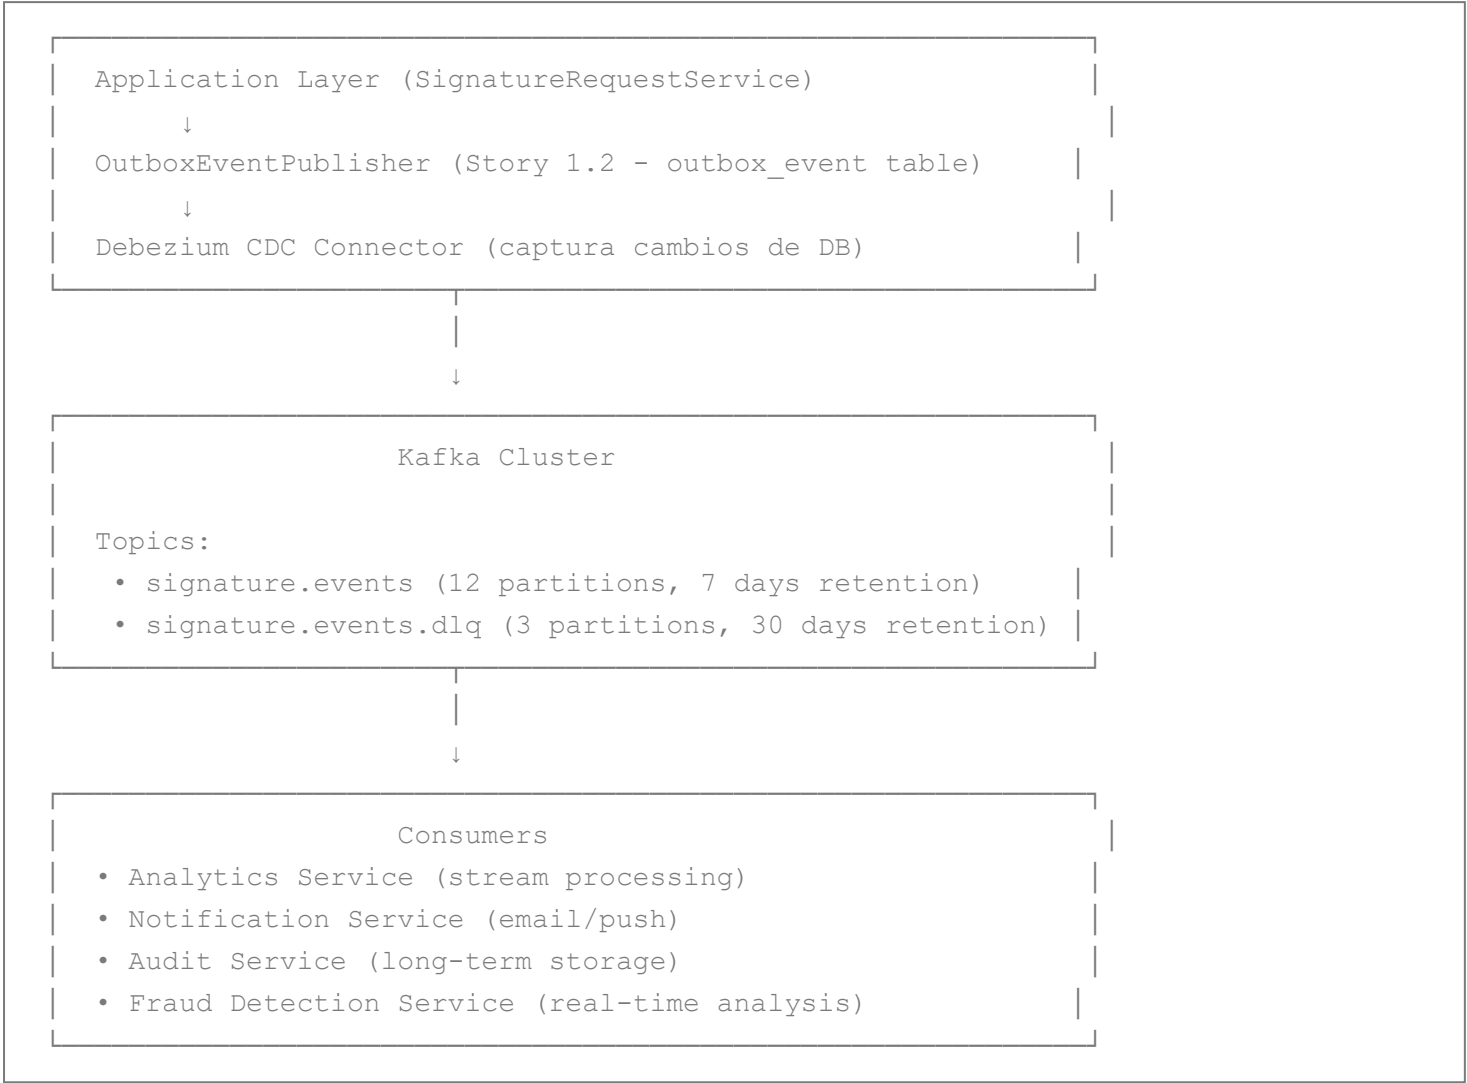 Application Layer (SignatureRequestService)
↓
OutboxEventPublisher (Story 1.2 - outbox_event table)
↓
Debezium CDC Connector (captura cambios de DB)
↓
Kafka Cluster
Topics:
• signature.events (12 partitions, 7 days retention)
• signature.events.dlq (3 partitions, 30 days retention)
↓
Consumers
• Analytics Service (stream processing)
• Notification Service (email/push)
• Audit Service (long-term storage)
• Fraud Detection Service (real-time analysis)